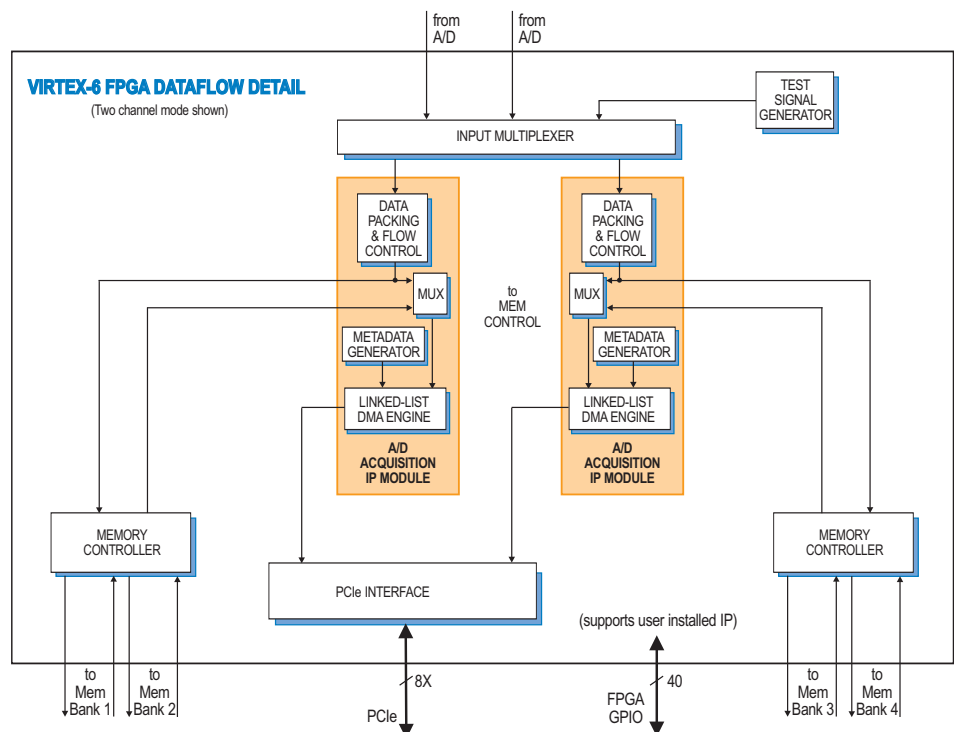 from
A/D
from
A/D
VIRTEX-6 FPGA DATAFLOW DETAIL
(Two channel mode shown)
TEST
SIGNAL
GENERATOR
INPUT MULTIPLEXER
DATA
PACKING
& FLOW
CONTROL
DATA
PACKING
& FLOW
CONTROL
MUX
to
MEM
CONTROL
MUX
METADATA
GENERATOR
METADATA
GENERATOR
LINKED-LIST
DMA ENGINE
LINKED-LIST
DMA ENGINE
A/D
ACQUISITION
IP MODULE
A/D
ACQUISITION
IP MODULE
MEMORY
CONTROLLER
MEMORY
CONTROLLER
PCIe INTERFACE
(supports user installed IP)
to
Mem
Bank 1
to
Mem
Bank 2
8X
PCIe
40
FPGA
GPIO
to
Mem
Bank 3
to
Mem
Bank 4